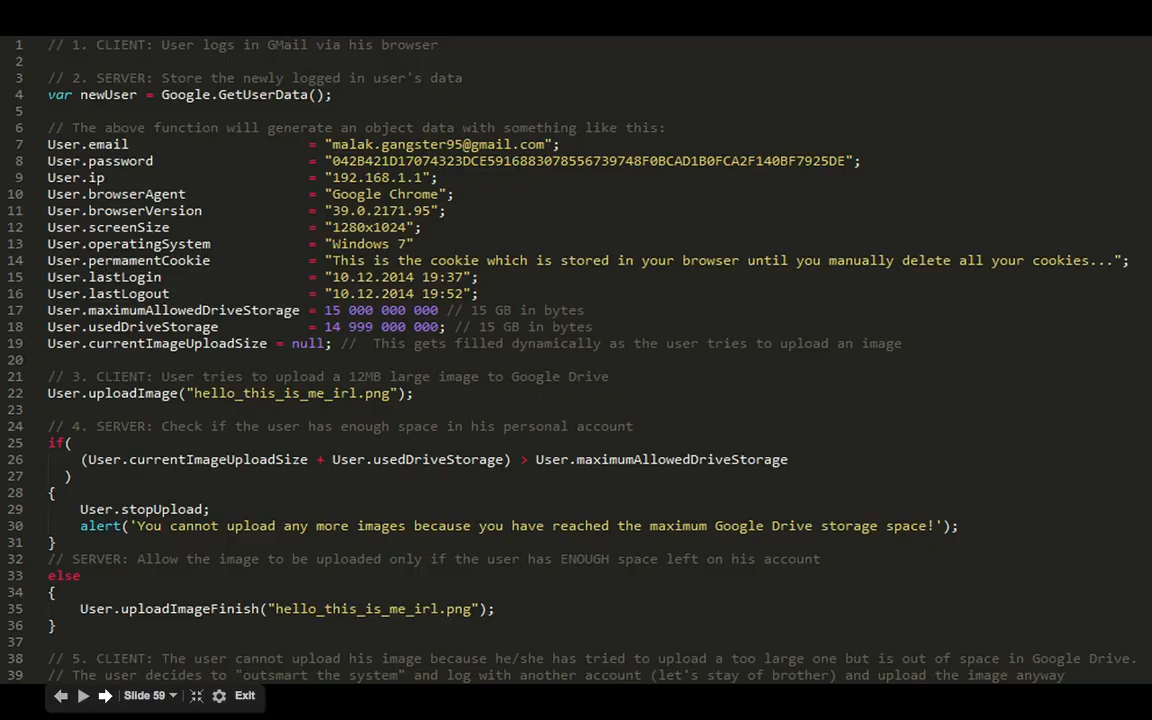 1 // 1. CLIENT: User logs in GMail via his browser
2
3 // 2. SERVER: Store the newly logged in user's data
4 var newUser = Google.GetUserData();
5
6 // The above function will generate an object data with something like this:
7 User.email = "malak.gangster95@gmail.com";
8 User.password = "042B421D17074323DCE5916883078556739748F0BCAD1B0FCA2F140BF7925DE";
9 User.ip = "192.168.1.1";
10 User.browserAgent = "Google Chrome";
11 User.browserVersion = "39.0.2171.95";
12 User.screenSize = "1280x1024";
13 User.operatingSystem = "Windows 7"
14 User.permamentCookie = "This is the cookie which is stored in your browser until you manually delete all your cookies...";
15 User.lastLogin = "10.12.2014 19:37";
16 User.lastLogout = "10.12.2014 19:52";
17 User.maximumAllowedDriveStorage = 15 000 000 000 // 15 GB in bytes
18 User.usedDriveStorage = 14 999 000 000; // 15 GB in bytes
19 User.currentImageUploadSize = null; // This gets filled dynamically as the user tries to upload an image
20
21 // 3. CLIENT: User tries to upload a 12MB large image to Google Drive
22 User.uploadImage("hello_this_is_me_irl.png");
23
24 // 4. SERVER: Check if the user has enough space in his personal account
25 if(
26 (User.currentImageUploadSize + User.usedDriveStorage) > User.maximumAllowedDriveStorage
27 )
28 {
29 User.stopUpload;
30 alert('You cannot upload any more images because you have reached the maximum Google Drive storage space!');
31 }
32 // SERVER: Allow the image to be uploaded only if the user has ENOUGH space left on his account
33 else
34 {
35 User.uploadImageFinish("hello_this_is_me_irl.png");
36 }
37
38 // 5. CLIENT: The user cannot upload his image because he/she has tried to upload a too large one but is out of space in Google Drive.
39 // The user decides to "outsmart the system" and log with another account (let's stay of brother) and upload the image anyway
Slide 59 Exit